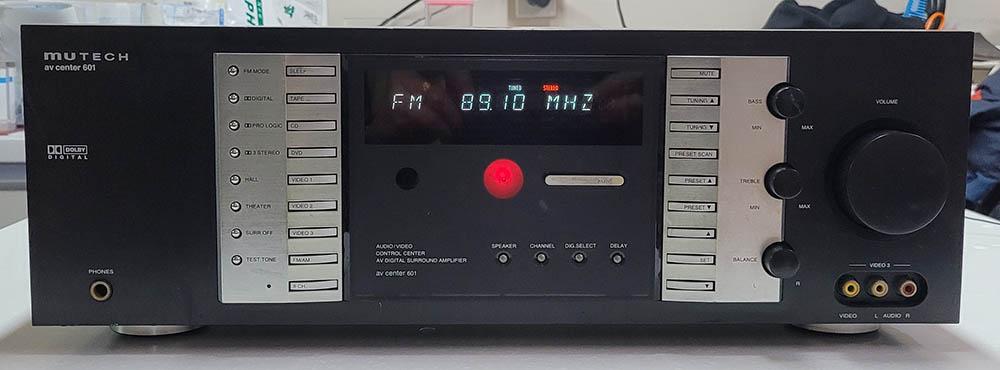 PH
muTECH
av center 601
DOLBY
DIGITAL
FM MODE
DIGITAL
PRO LOGIC
3 STEREO
HALL
THEATER
SURR OFF
TEST TONE
SLEEP
TAPE
CD
DVD
VIDEO 1
VIDEO 2
VIDEO 3
FM/AM
CH
TUNED
STEREO
FM 89.10 MHZ
AUDIO/VIDEO
CONTROL CENTER
AV DIGITAL SURROUND AMPLIFIER
av center 601
SPEAKER CHANNEL DIG.SELECT DELAY
MUTE
TUNING ▲
TUNING ▼
PRESET SCAN
PRESET ▲
PRESET ▼
▲
SET
▼
BASS
MIN MAX
TREBLE
MIN MAX
BALANCE
L R
VOLUME
PHONES
VIDEO 3
VIDEO L AUDIO R